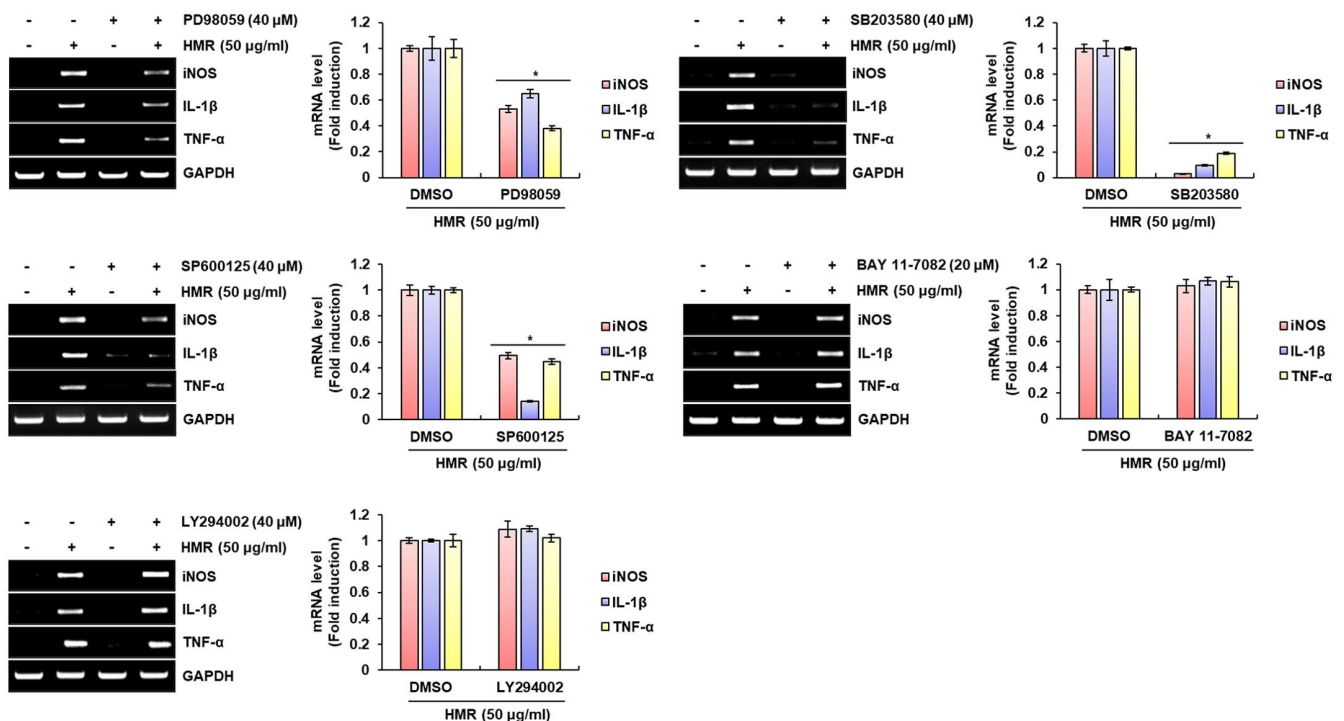 - - + + PD98059 (40 µM)
- + - + HMR (50 µg/ml)
iNOS
IL-1β
TNF-α
GAPDH
mRNA level
(Fold induction)
1.2
1
0.8
0.6
0.4
0.2
0
*
iNOS
IL-1β
TNF-α
DMSO PD98059
HMR (50 µg/ml)
- - + + SB203580 (40 µM)
- + - + HMR (50 µg/ml)
iNOS
IL-1β
TNF-α
GAPDH
mRNA level
(Fold induction)
1.2
1
0.8
0.6
0.4
0.2
0
*
iNOS
IL-1β
TNF-α
DMSO SB203580
HMR (50 µg/ml)
- - + + SP600125 (40 µM)
- + - + HMR (50 µg/ml)
iNOS
IL-1β
TNF-α
GAPDH
mRNA level
(Fold induction)
1.2
1
0.8
0.6
0.4
0.2
0
*
iNOS
IL-1β
TNF-α
DMSO SP600125
HMR (50 µg/ml)
- - + + BAY 11-7082 (20 µM)
- + - + HMR (50 µg/ml)
iNOS
IL-1β
TNF-α
GAPDH
mRNA level
(Fold induction)
1.2
1
0.8
0.6
0.4
0.2
0
iNOS
IL-1β
TNF-α
DMSO BAY 11-7082
HMR (50 µg/ml)
- - + + LY294002 (40 µM)
- + - + HMR (50 µg/ml)
iNOS
IL-1β
TNF-α
GAPDH
mRNA level
(Fold induction)
1.2
1
0.8
0.6
0.4
0.2
0
iNOS
IL-1β
TNF-α
DMSO LY294002
HMR (50 µg/ml)